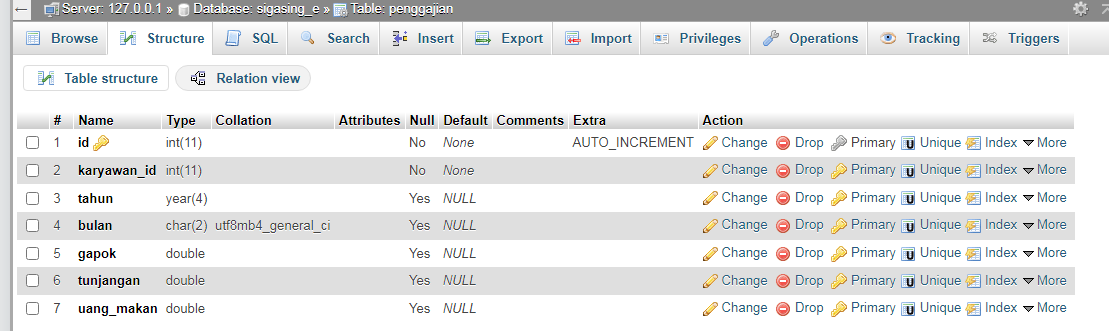 Server: 127.0.0.1 » Database: sigasing_e » Table: penggajian
Browse Structure SQL Search Insert Export Import Privileges Operations Tracking Triggers
Table structure Relation view
# Name Type Collation Attributes Null Default Comments Extra Action
1 id int(11) No None AUTO_INCREMENT Change Drop Primary Unique Index More
2 karyawan_id int(11) No None Change Drop Primary Unique Index More
3 tahun year(4) Yes NULL Change Drop Primary Unique Index More
4 bulan char(2) utf8mb4_general_ci Yes NULL Change Drop Primary Unique Index More
5 gapok double Yes NULL Change Drop Primary Unique Index More
6 tunjangan double Yes NULL Change Drop Primary Unique Index More
7 uang_makan double Yes NULL Change Drop Primary Unique Index More